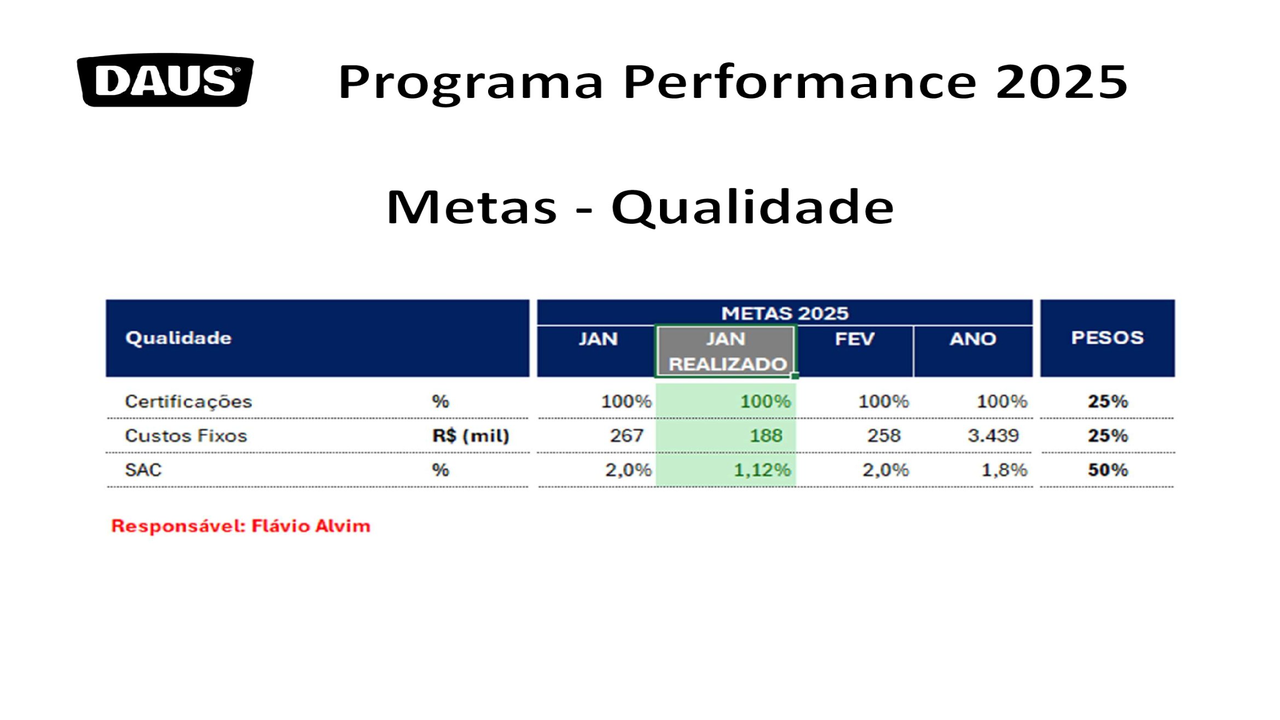 DAUS®
Programa Performance 2025
Metas - Qualidade
Qualidade METAS 2025 PESOS
JAN JAN REALIZADO FEV ANO
Certificações % 100% 100% 100% 100% 25%
Custos Fixos R$ (mil) 267 188 258 3.439 25%
SAC % 2,0% 1,12% 2,0% 1,8% 50%
Responsável: Flávio Alvim